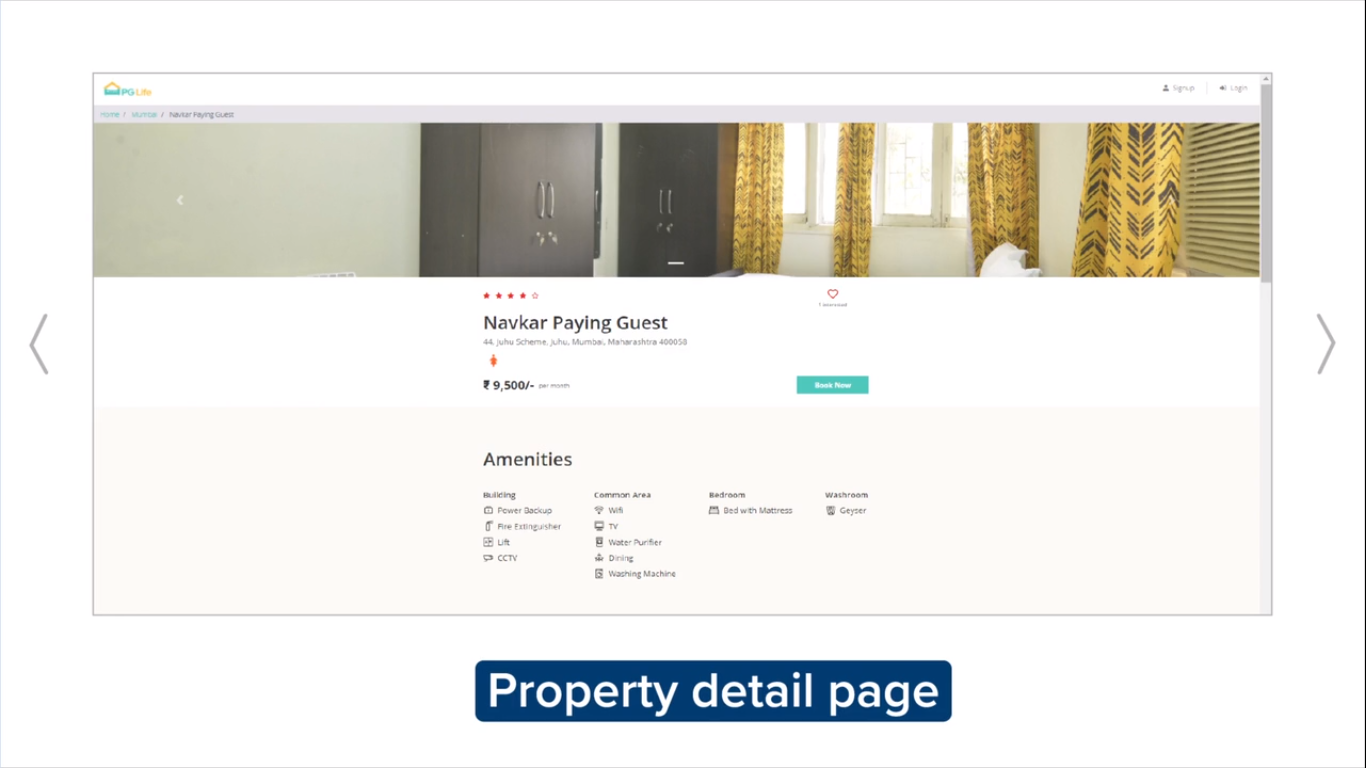 PG Life
Signup
Login
Home / Mumbai / Navkar Paying Guest
1 interested
Navkar Paying Guest
44, Juhu Scheme, Juhu, Mumbai, Maharashtra 400058
₹ 9,500/- per month
Book Now
Amenities
Building Common Area Bedroom Washroom
Power Backup Wifi Bed with Mattress Geyser
Fire Extinguisher TV
Lift Water Purifier
CCTV Dining
Washing Machine
Property detail page